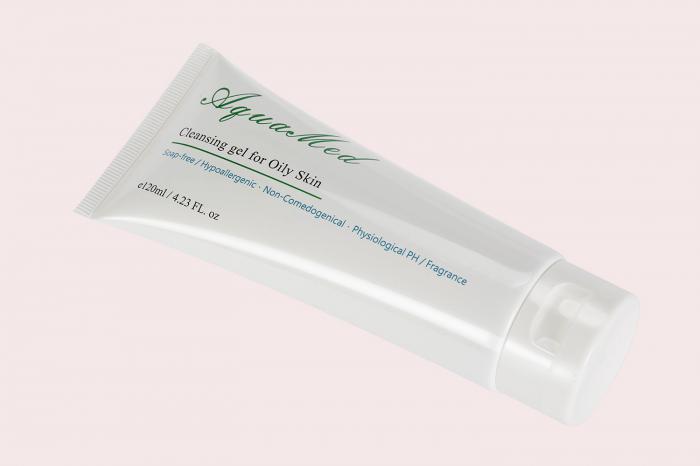 AquaMed
Cleansing gel for Oily Skin
Soap-free / Hypoallergenic · Non-Comedogenical · Physiological PH / Fragrance
e120ml / 4.23 FL. oz